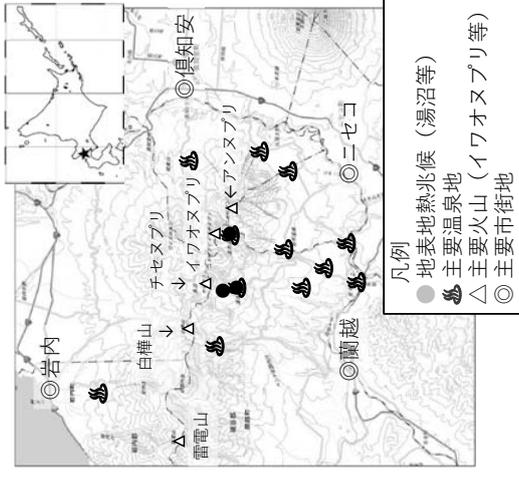 ◎岩内
◎倶知安
チセヌプリ
↓
イワオヌプリ
←アンヌプリ
白樺山
↓
雷電山
◎ニセコ
◎蘭越
凡例
地表地熱兆候（湯沼等）
主要温泉地
△主要火山（イワオヌプリ等）
◎主要市街地